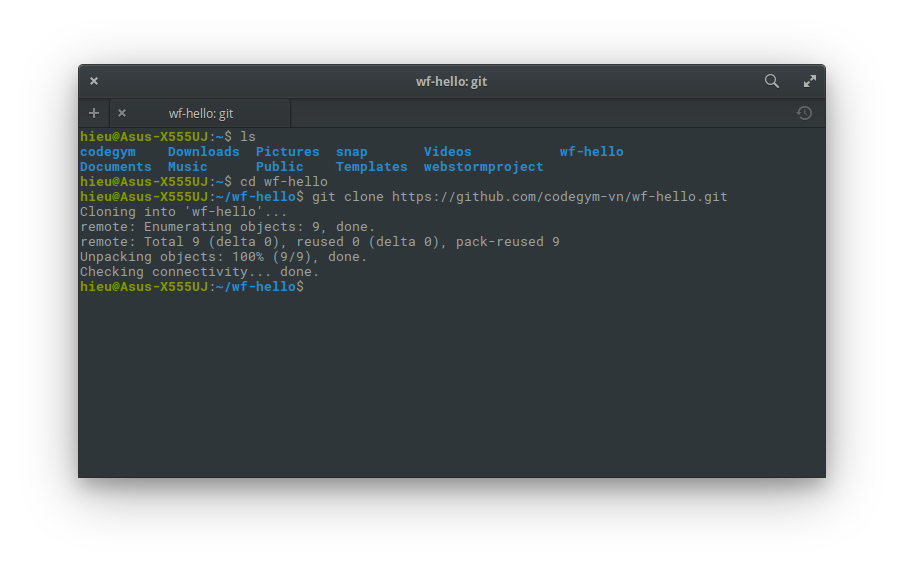 wf-hello: git
wf-hello: git
hieu@Asus-X555UJ:~$ ls
codegym    Downloads  Pictures  snap       Videos           wf-hello
Documents  Music      Public    Templates  webstormproject
hieu@Asus-X555UJ:~$ cd wf-hello
hieu@Asus-X555UJ:~/wf-hello$ git clone https://github.com/codegym-vn/wf-hello.git
Cloning into 'wf-hello'...
remote: Enumerating objects: 9, done.
remote: Total 9 (delta 0), reused 0 (delta 0), pack-reused 9
Unpacking objects: 100% (9/9), done.
Checking connectivity... done.
hieu@Asus-X555UJ:~/wf-hello$